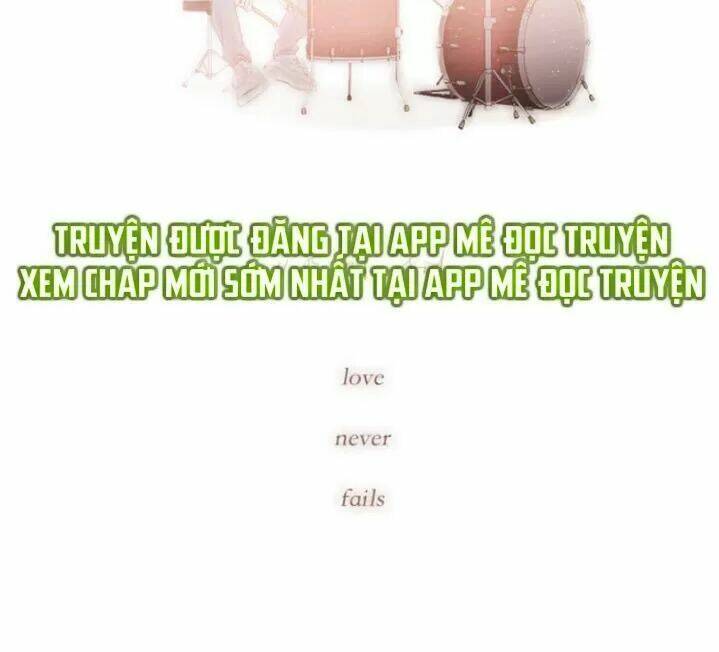 TRUYỆN ĐƯỢC ĐĂNG TẠI APP MÊ ĐỌC TRUYỆN
XEM CHAP MỚI SỚM NHẤT TẠI APP MÊ ĐỌC TRUYỆN
love
never
fails